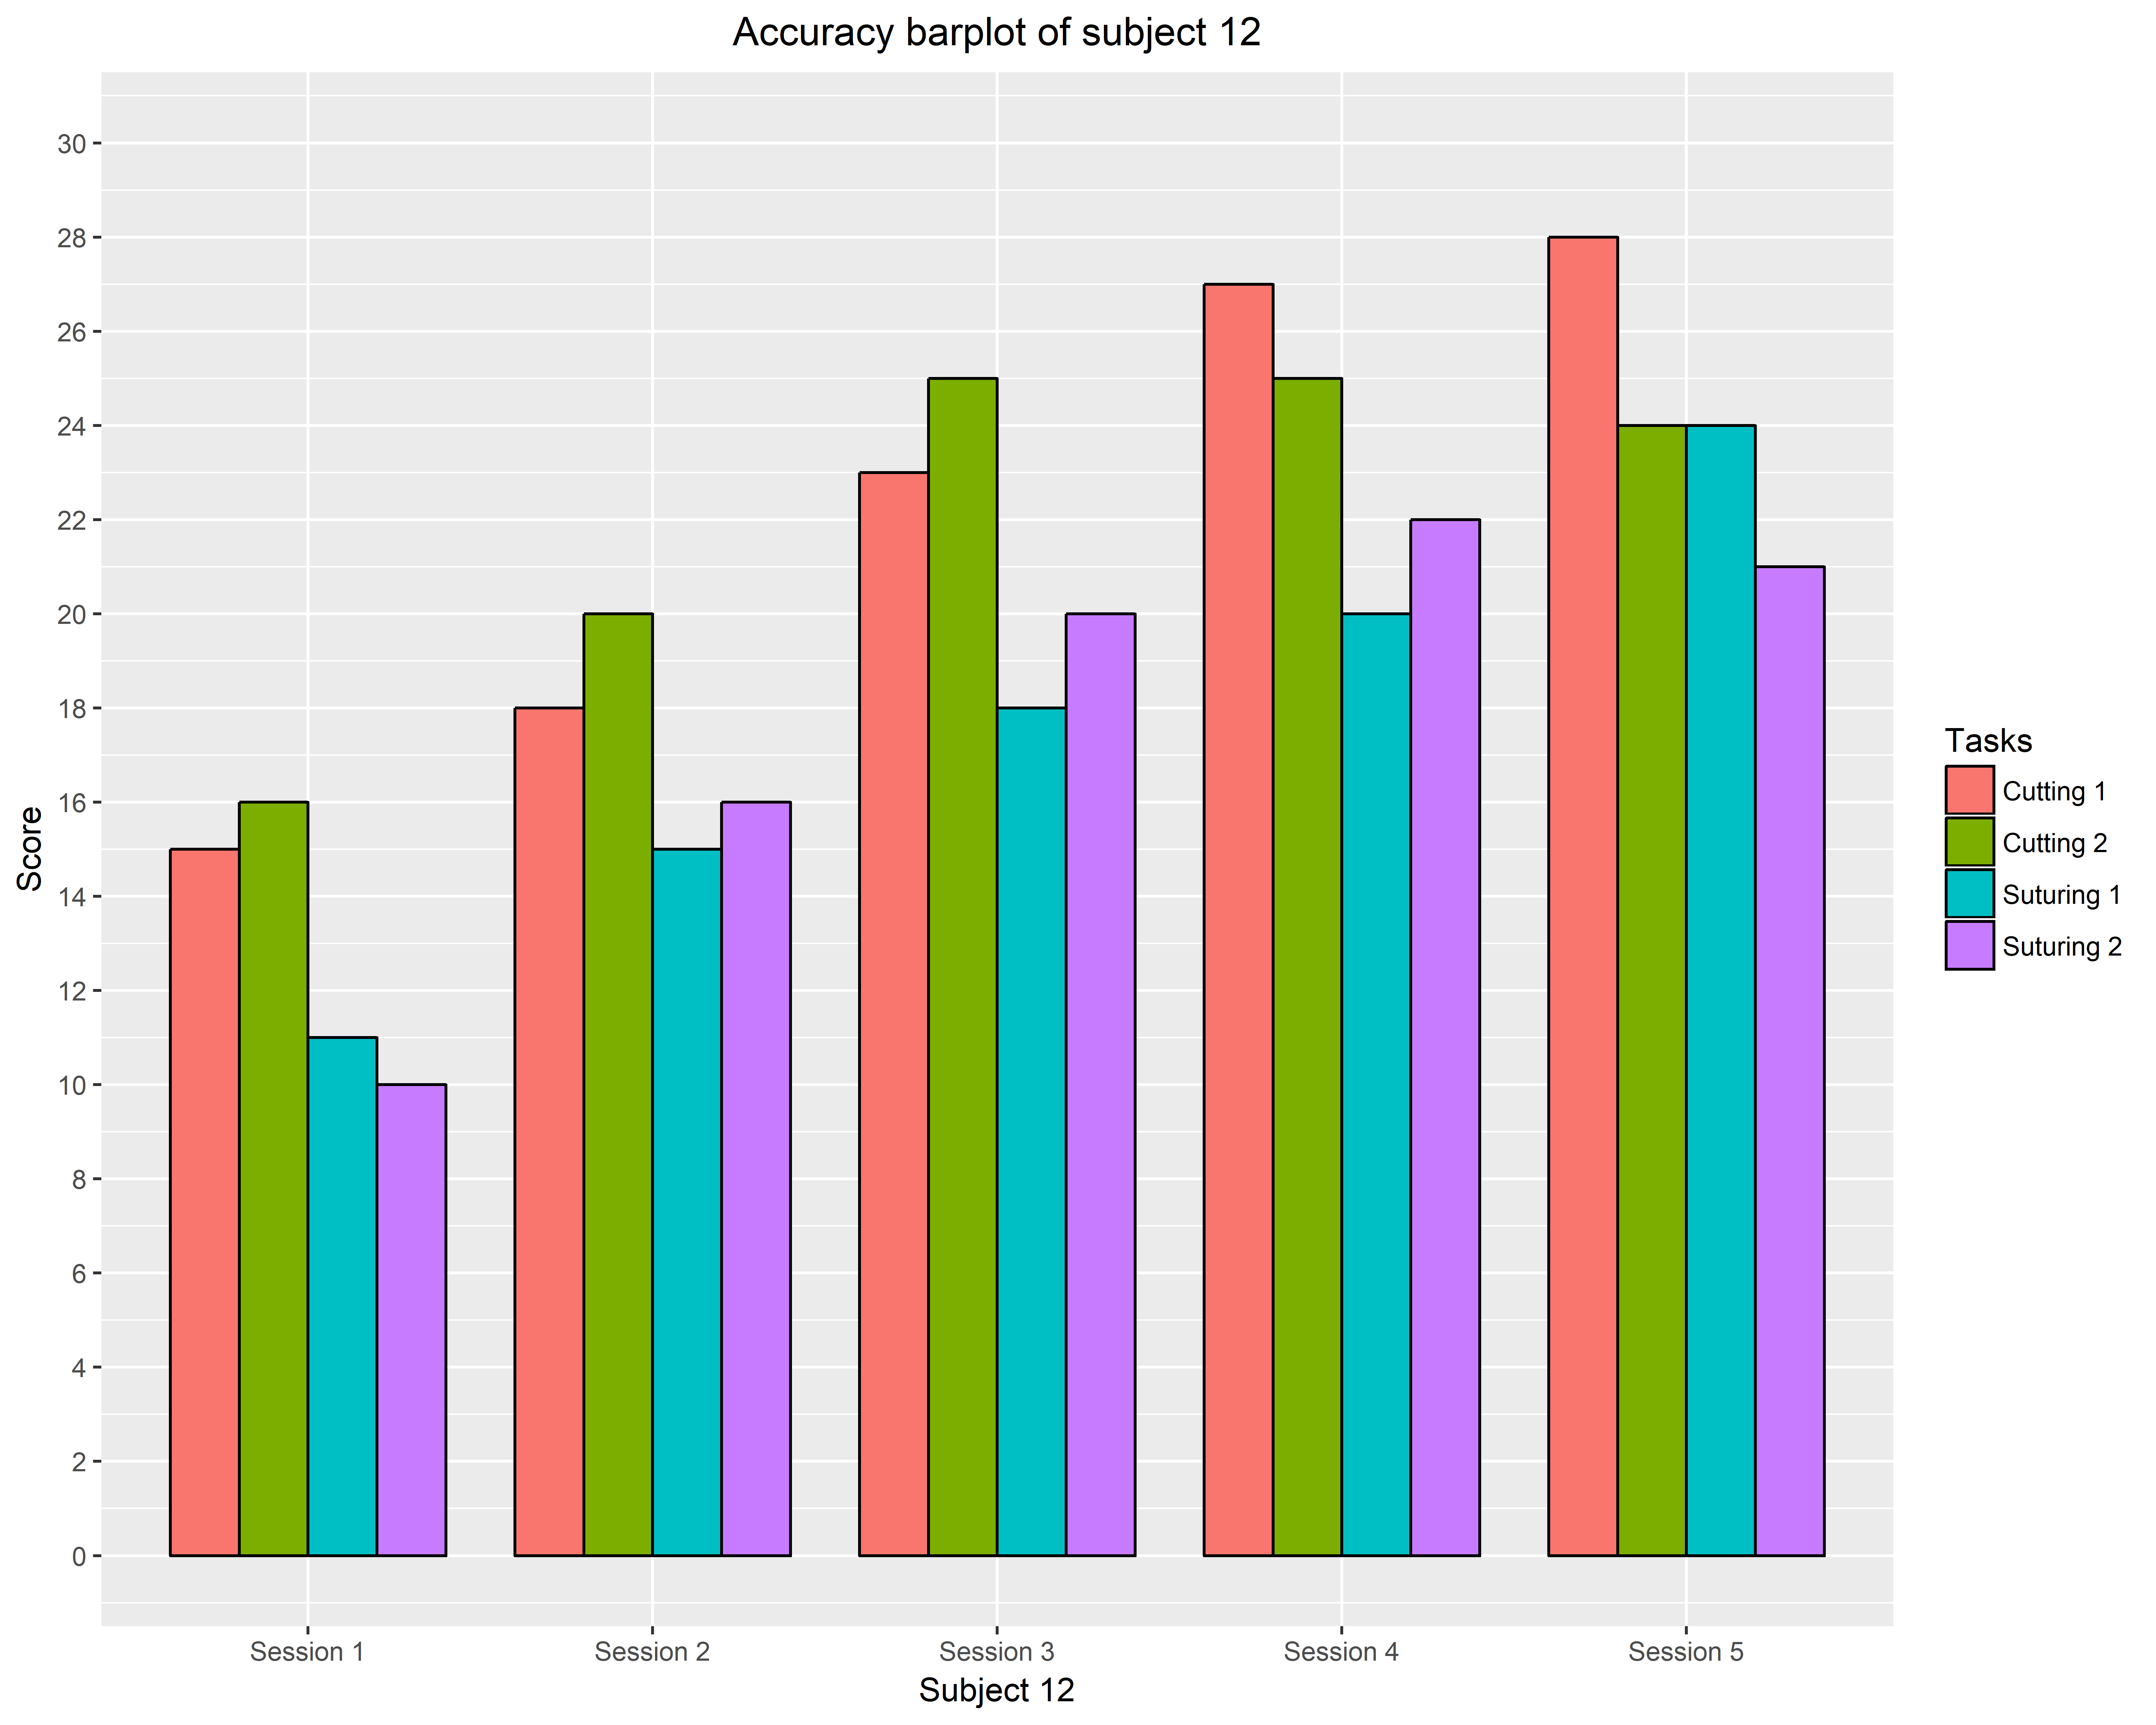 Accuracy barplot of subject 12
Score
30
28
26
24
22
20
18
16
14
12
10
8
6
4
2
0
Session 1
Session 2
Session 3
Session 4
Session 5
Subject 12
Tasks
Cutting 1
Cutting 2
Suturing 1
Suturing 2